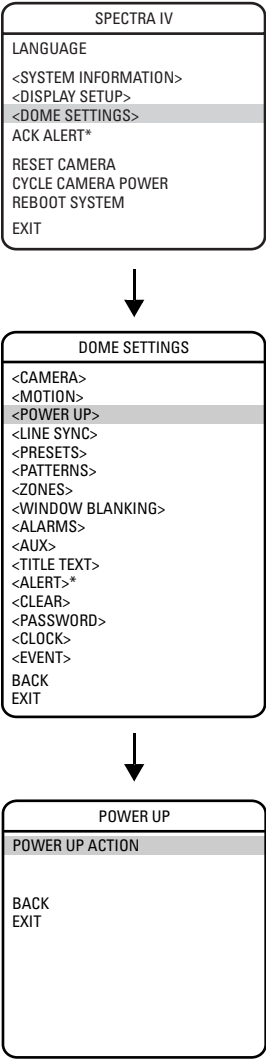 SPECTRA IV
LANGUAGE
<SYSTEM INFORMATION>
<DISPLAY SETUP>
<DOME SETTINGS>
ACK ALERT*
RESET CAMERA
CYCLE CAMERA POWER
REBOOT SYSTEM
EXIT
DOME SETTINGS
<CAMERA>
<MOTION>
<POWER UP>
<LINE SYNC>
<PRESETS>
<PATTERNS>
<ZONES>
<WINDOW BLANKING>
<ALARMS>
<AUX>
<TITLE TEXT>
<ALERT>*
<CLEAR>
<PASSWORD>
<CLOCK>
<EVENT>
BACK
EXIT
POWER UP
POWER UP ACTION
BACK
EXIT